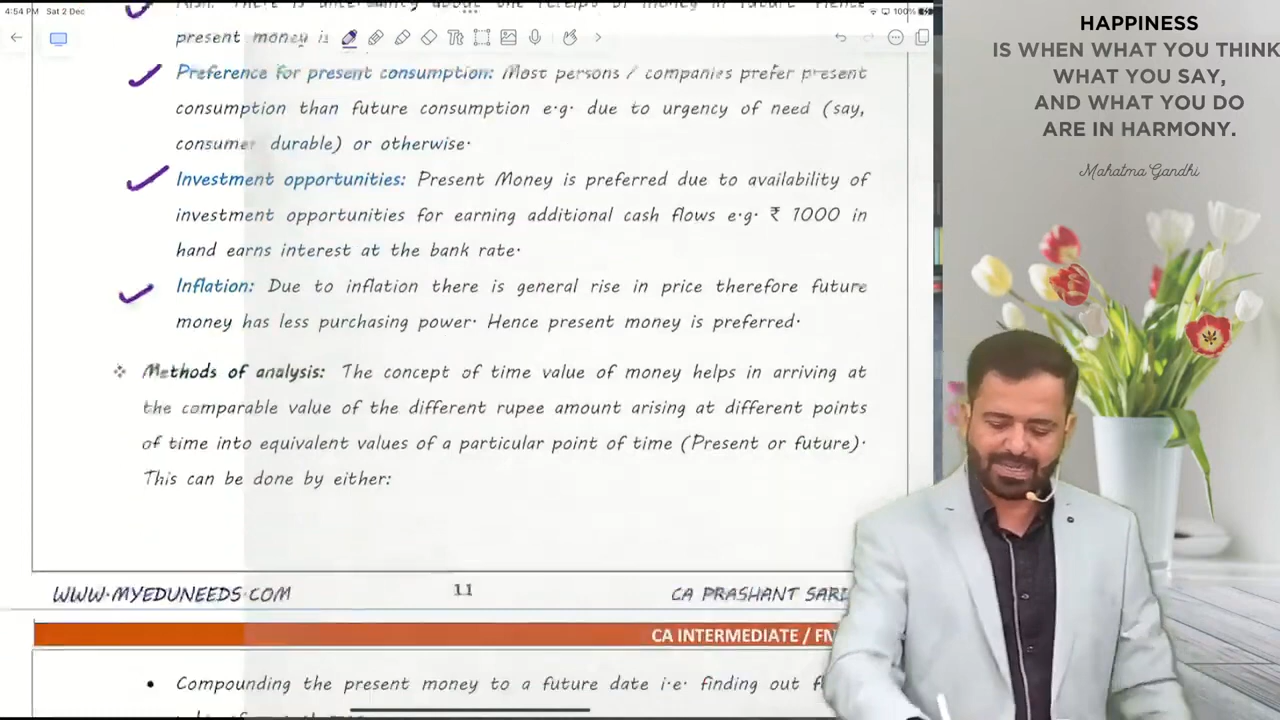 4:54 PM Sat 2 Dec
100%
present money is
Preference for present consumption: Most persons / companies prefer present
consumption than future consumption e.g. due to urgency of need (say,
consumer durable) or otherwise.
Investment opportunities: Present Money is preferred due to availability of
investment opportunities for earning additional cash flows e.g. ₹ 1000 in
hand earns interest at the bank rate.
Inflation: Due to inflation there is general rise in price therefore future
money has less purchasing power. Hence present money is preferred.
Methods of analysis: The concept of time value of money helps in arriving at
the comparable value of the different rupee amount arising at different points
of time into equivalent values of a particular point of time (Present or future).
This can be done by either:
WWW.MYEDUNEEDS.COM 11 CA PRASHANT
CA INTERMEDIATE /
• Compounding the present money to a future date i.e. finding out
HAPPINESS
IS WHEN WHAT YOU THINK
WHAT YOU SAY,
AND WHAT YOU DO
ARE IN HARMONY.
Mahatma Gandhi